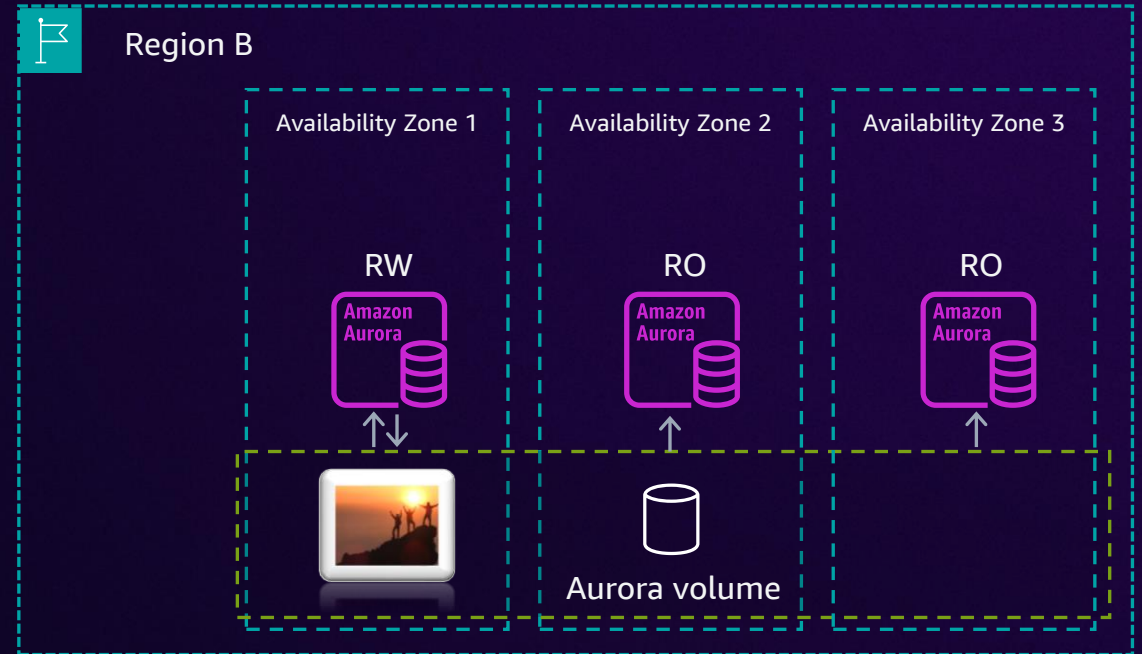 Region B
Availability Zone 1
Availability Zone 2
Availability Zone 3
RW
RO
RO
Amazon
Aurora
Amazon
Aurora
Amazon
Aurora
Aurora volume